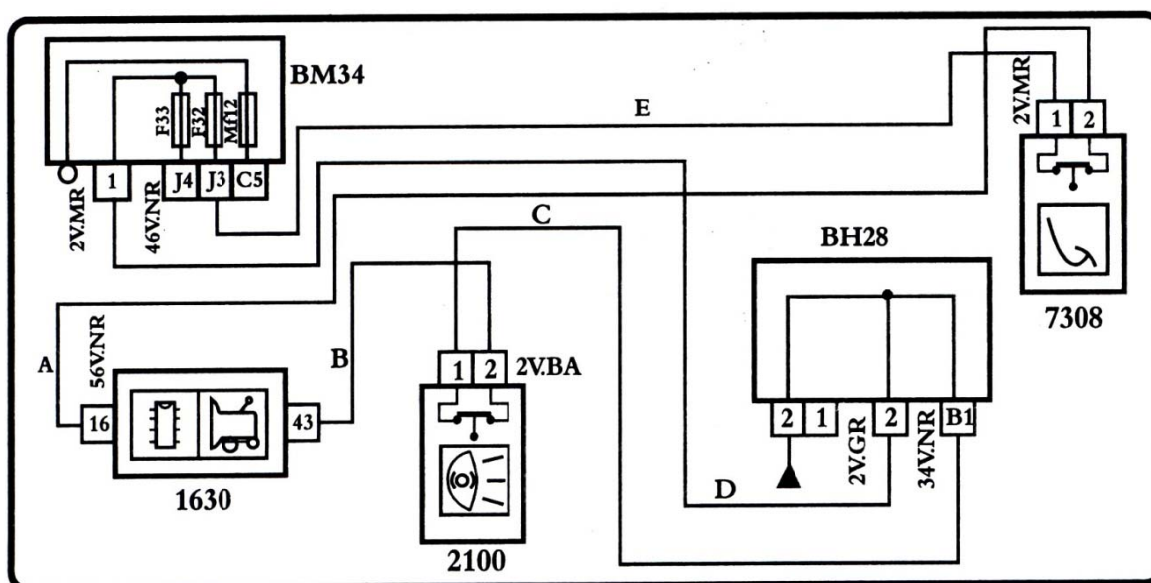 BM34
F33
F32
Mf12
1
J4
J3
C5
2V.MR
46V.NR
E
2V.MR
1
2
7308
C
BH28
A
56V.NR
B
16
43
1630
1
2
2V.BA
2100
2
1
2V.GR
2
34V.NR
B1
D